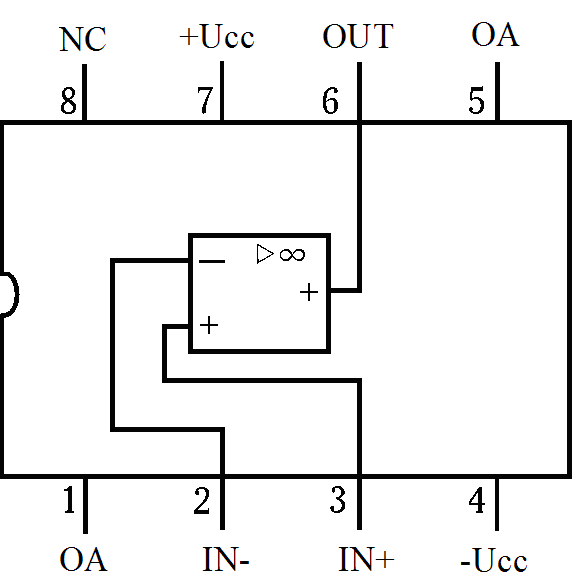 NC +Ucc OUT OA
8 7 6 5
− ▷∞
+
+
1 2 3 4
OA IN- IN+ -Ucc